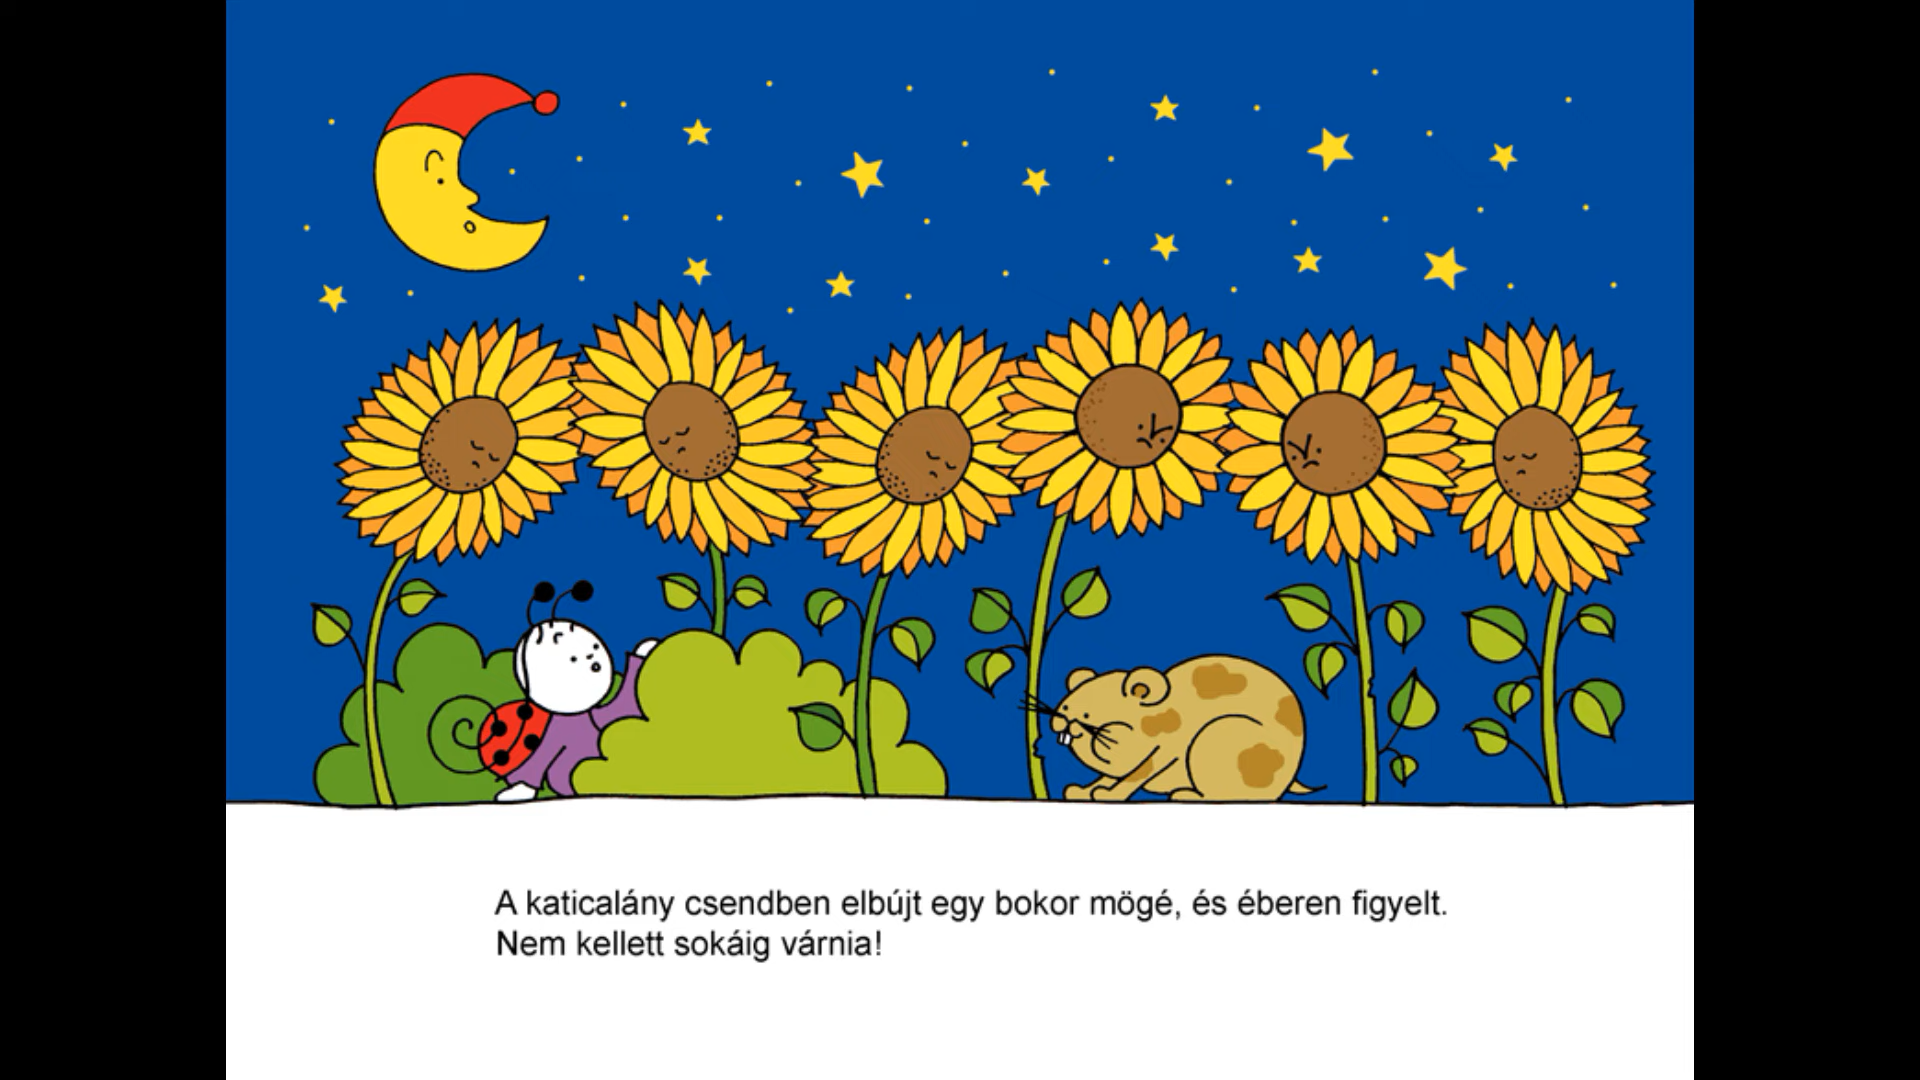 A katicalány csendben elbújt egy bokor mögé, és éberen figyelt.
Nem kellett sokáig várnia!